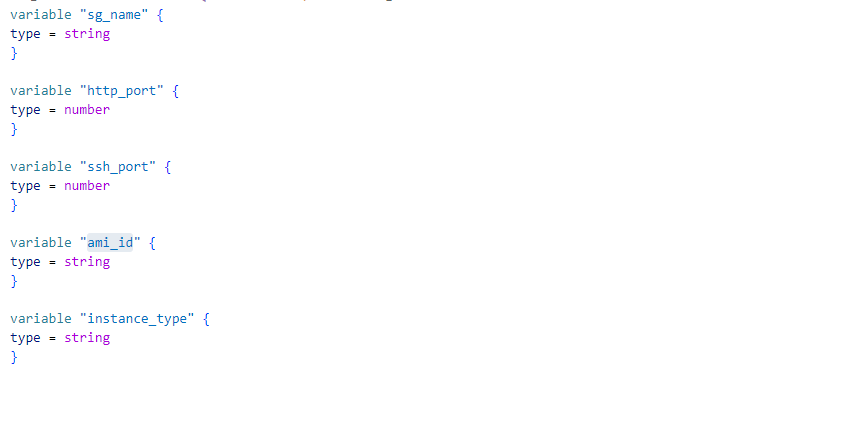 variable "sg_name" {
type = string
}
variable "http_port" {
type = number
}
variable "ssh_port" {
type = number
}
variable "ami_id" {
type = string
}
variable "instance_type" {
type = string
}